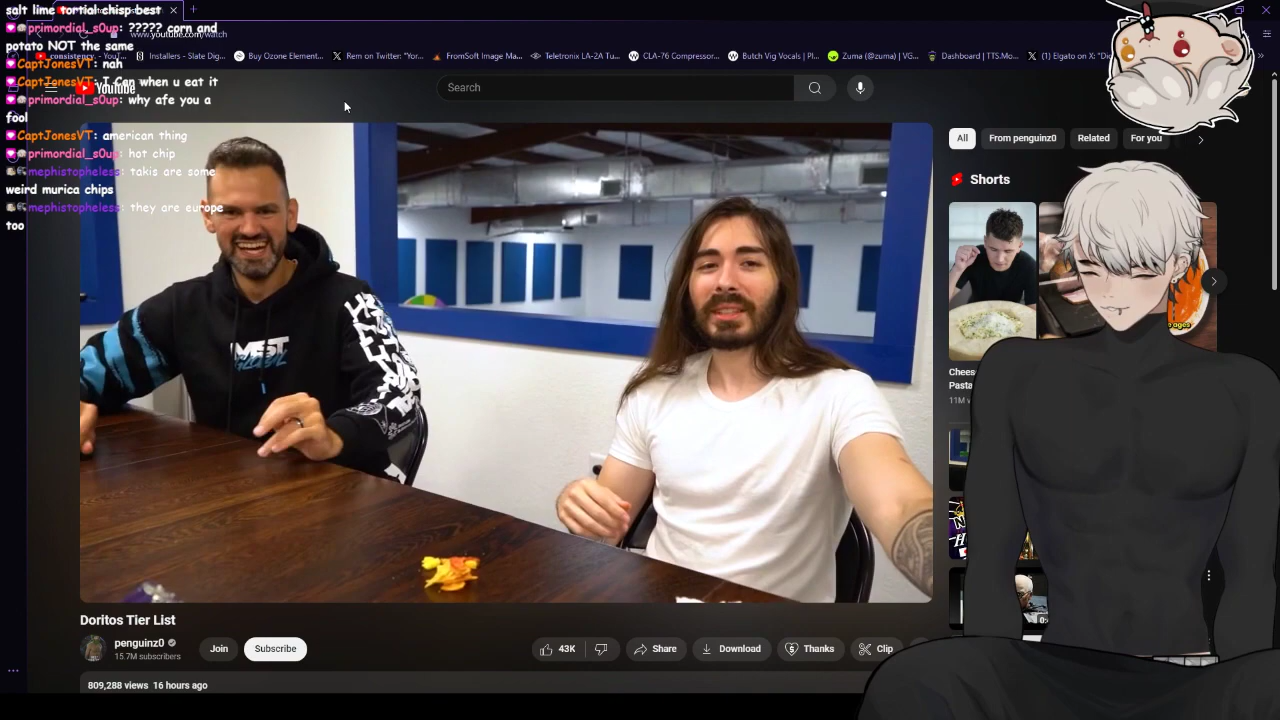 salt lime tortial chisp best
primordial_s0up: ????? corn and
potato NOT the same
CaptJonesVT: nah
CaptJonesVT: I Can when u eat it
primordial_s0up: why afe you a
fool
CaptJonesVT: american thing
primordial_s0up: hot chip
mephistopheless: takis are some
weird murica chips
mephistopheless: they are europe
too
www.youtube.com/watch
consistency. - YouT...
Installers - Slate Dig...
Buy Ozone Element...
Rem on Twitter: "Yor...
FromSoft Image Ma...
Teletronix LA-2A Tu...
CLA-76 Compressor...
Butch Vig Vocals | Pl...
Zuma (@zuma) | VG...
Dashboard | TTS.Mo...
(1) Elgato on X: "Di
YouTube
Search
All
From penguinz0
Related
For you
Shorts
Chees
Pasta
11M v
Doritos Tier List
penguinz0
15.7M subscribers
Join
Subscribe
43K
Share
Download
Thanks
Clip
809,288 views 16 hours ago